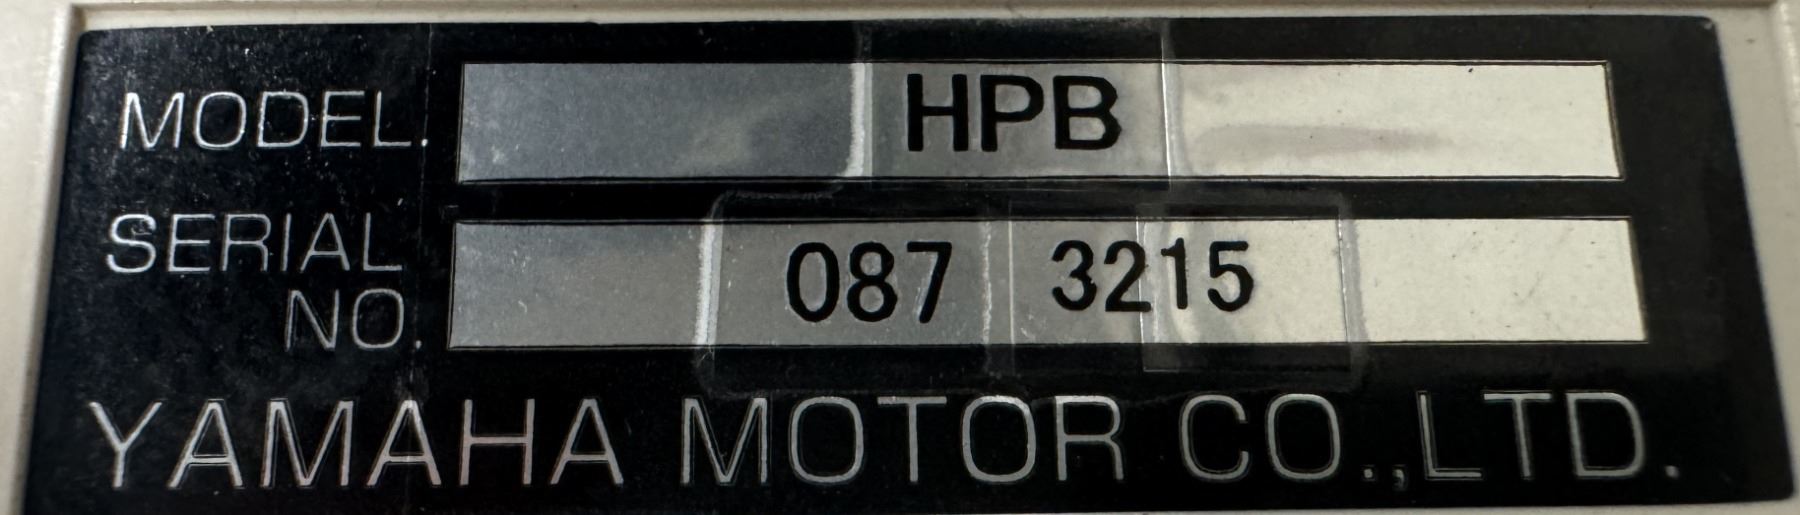 MODEL. HPB
SERIAL NO. 087 3215
YAMAHA MOTOR CO.,LTD.